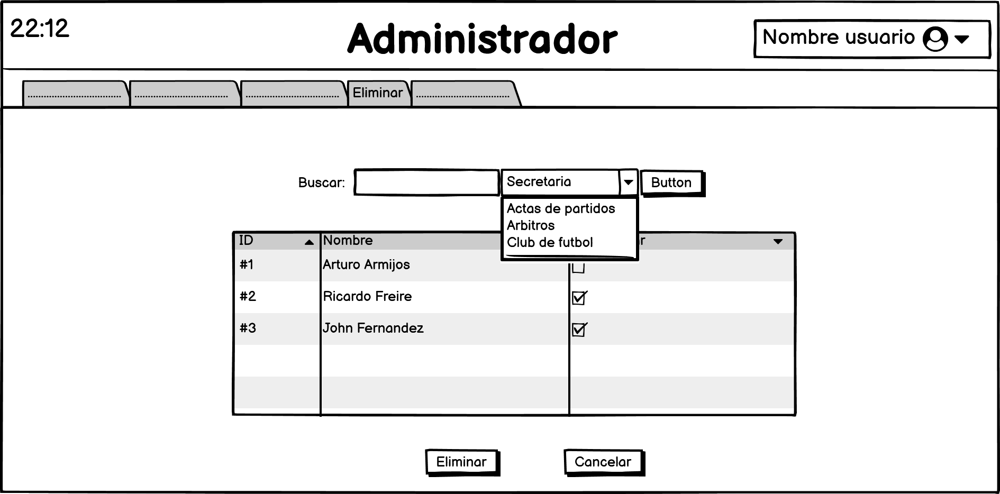 22:12
Administrador
Nombre usuario
Eliminar
Buscar:
Secretaria
Button
Actas de partidos
Arbitros
Club de futbol
ID
Nombre
#1
Arturo Armijos
#2
Ricardo Freire
#3
John Fernandez
Eliminar
Cancelar